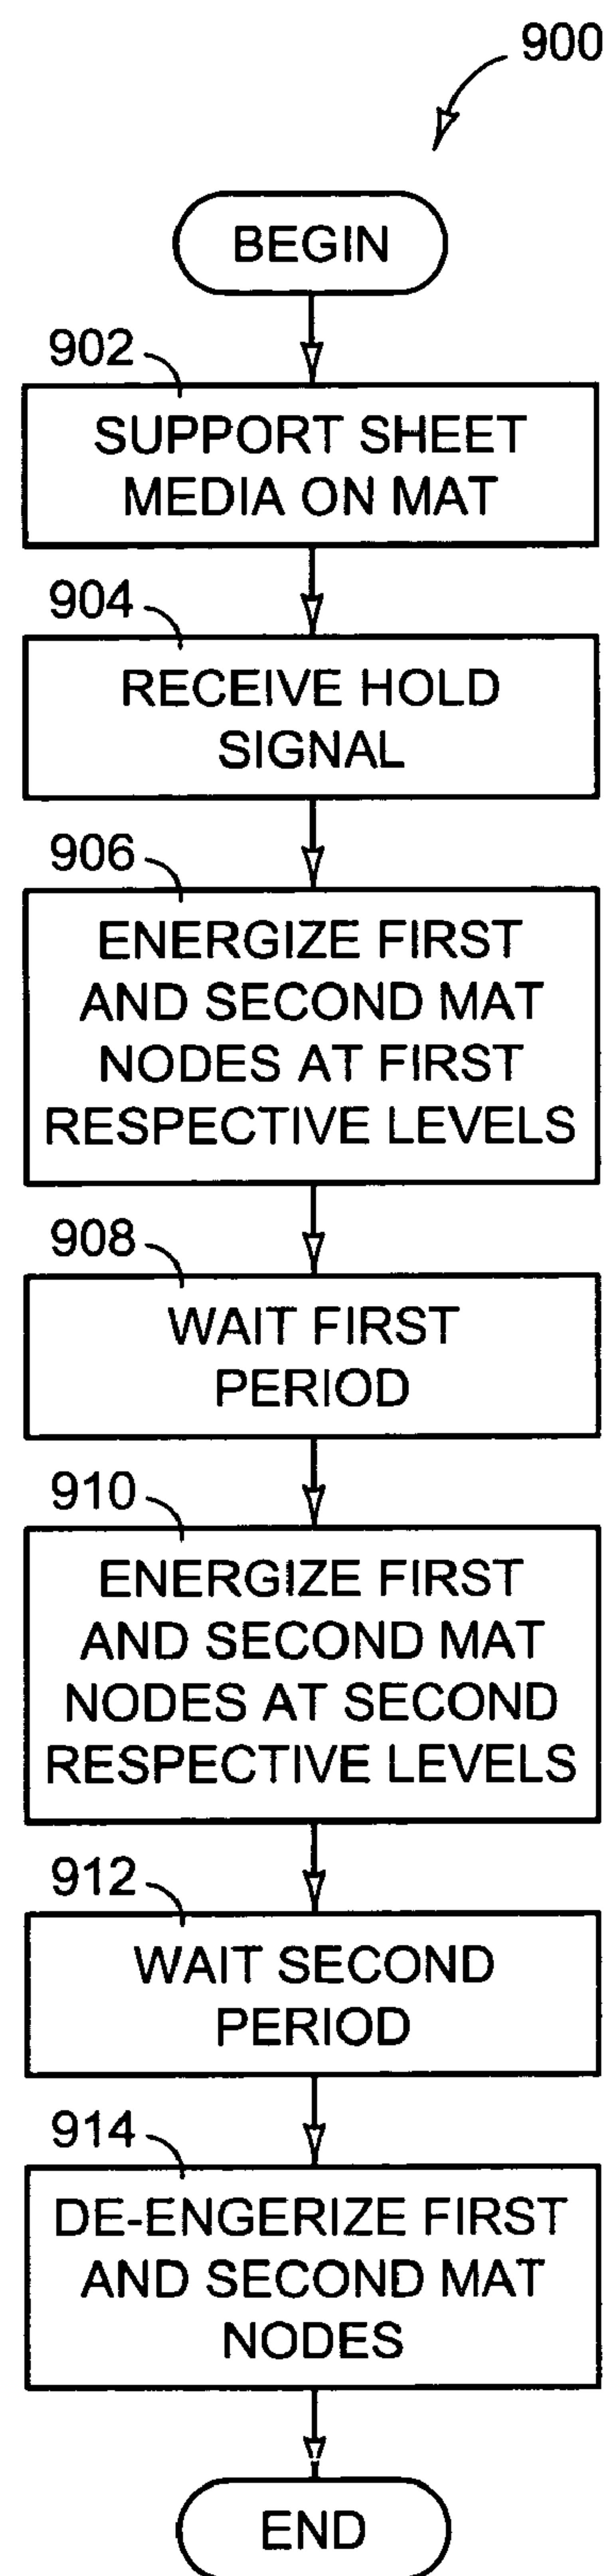 900
BEGIN
902
SUPPORT SHEET
MEDIA ON MAT
904
RECEIVE HOLD
SIGNAL
906
ENERGIZE FIRST
AND SECOND MAT
NODES AT FIRST
RESPECTIVE LEVELS
908
WAIT FIRST
PERIOD
910
ENERGIZE FIRST
AND SECOND MAT
NODES AT SECOND
RESPECTIVE LEVELS
912
WAIT SECOND
PERIOD
914
DE-ENGERIZE FIRST
AND SECOND MAT
NODES
END